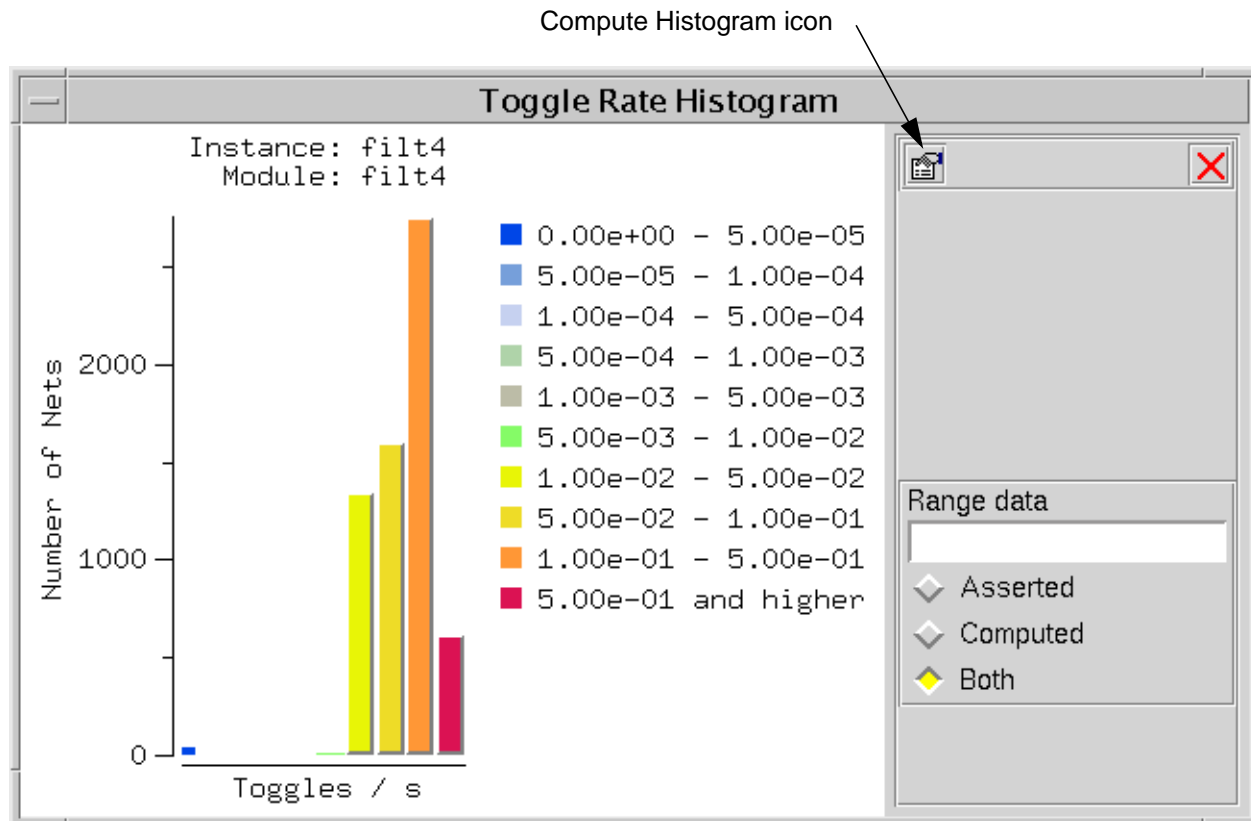 Compute Histogram icon
Toggle Rate Histogram
Instance: filt4
Module: filt4
Number of Nets
2000
1000
0
Toggles / s
0.00e+00 - 5.00e-05
5.00e-05 - 1.00e-04
1.00e-04 - 5.00e-04
5.00e-04 - 1.00e-03
1.00e-03 - 5.00e-03
5.00e-03 - 1.00e-02
1.00e-02 - 5.00e-02
5.00e-02 - 1.00e-01
1.00e-01 - 5.00e-01
5.00e-01 and higher
Range data
Asserted
Computed
Both